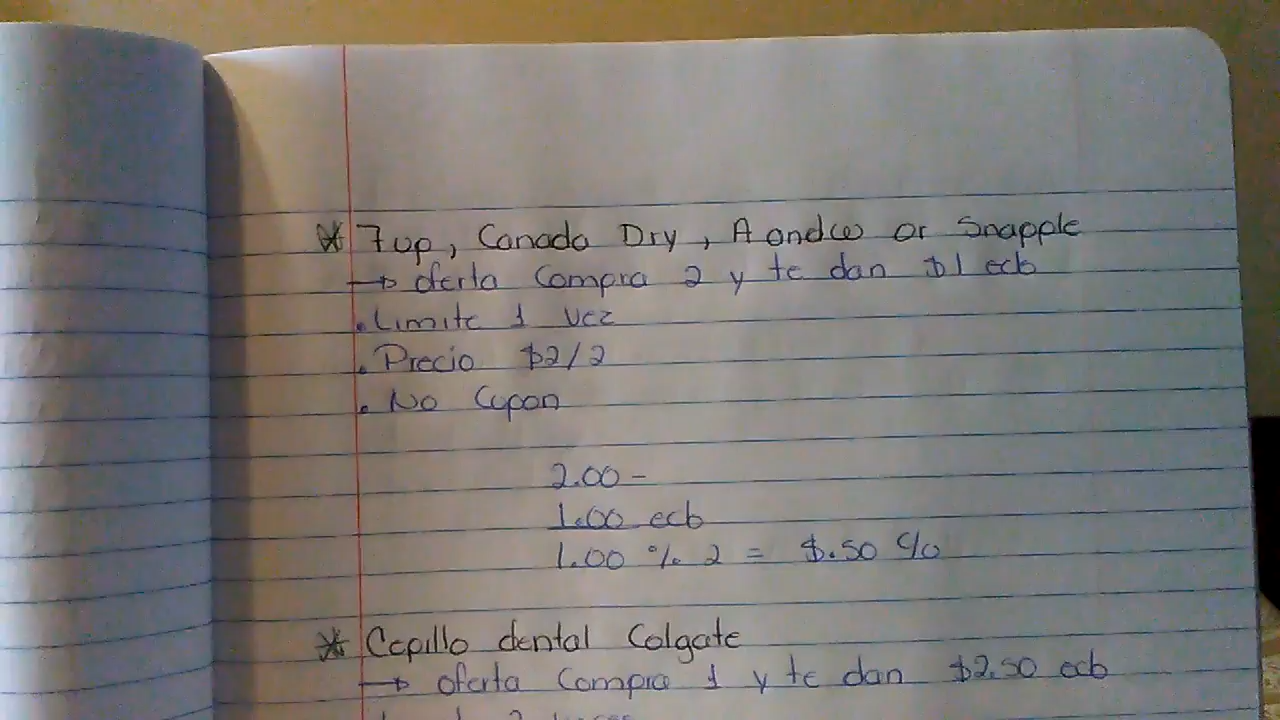 * 7up, Canada Dry, A andw or Snapple
→ oferta Compra 2 y te dan $1 ecb
. Limite 1 vez
. Precio $2/2
. No Cupon
2.00 -
1.00 ecb
1.00 % 2 = $.50 c/o
* Cepillo dental Colgate
→ oferta Compra 1 y te dan $2.50 ecb